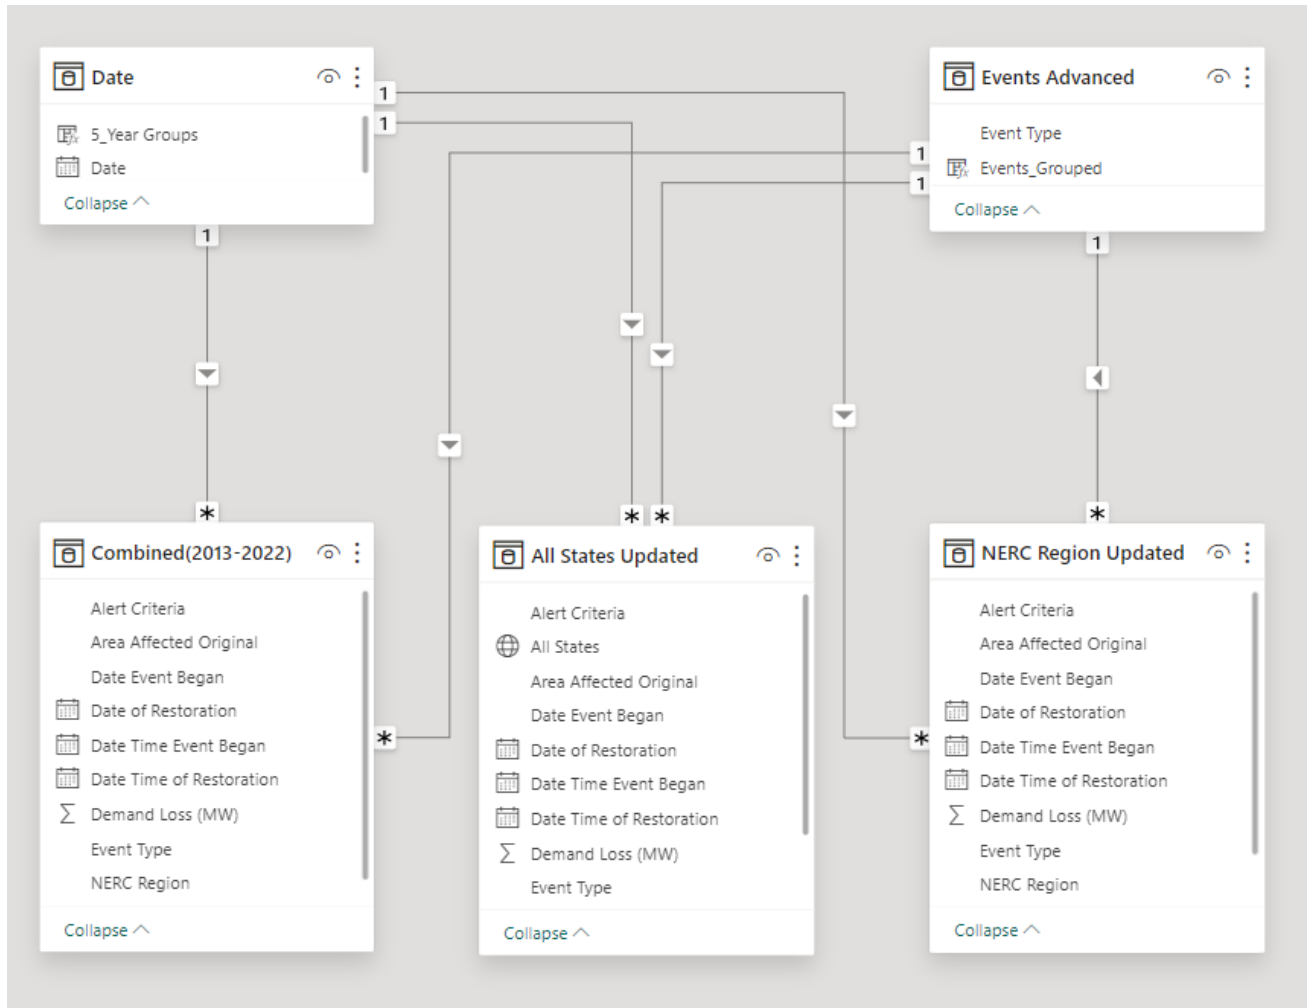 Date
5_Year Groups
Date
Collapse
1
1
1
Events Advanced
Event Type
Events_Grouped
Collapse
1
1
1
*
*
*
*
*
*
Combined(2013-2022)
Alert Criteria
Area Affected Original
Date Event Began
Date of Restoration
Date Time Event Began
Date Time of Restoration
Demand Loss (MW)
Event Type
NERC Region
Collapse
All States Updated
Alert Criteria
All States
Area Affected Original
Date Event Began
Date of Restoration
Date Time Event Began
Date Time of Restoration
Demand Loss (MW)
Event Type
Collapse
NERC Region Updated
Alert Criteria
Area Affected Original
Date Event Began
Date of Restoration
Date Time Event Began
Date Time of Restoration
Demand Loss (MW)
Event Type
NERC Region
Collapse